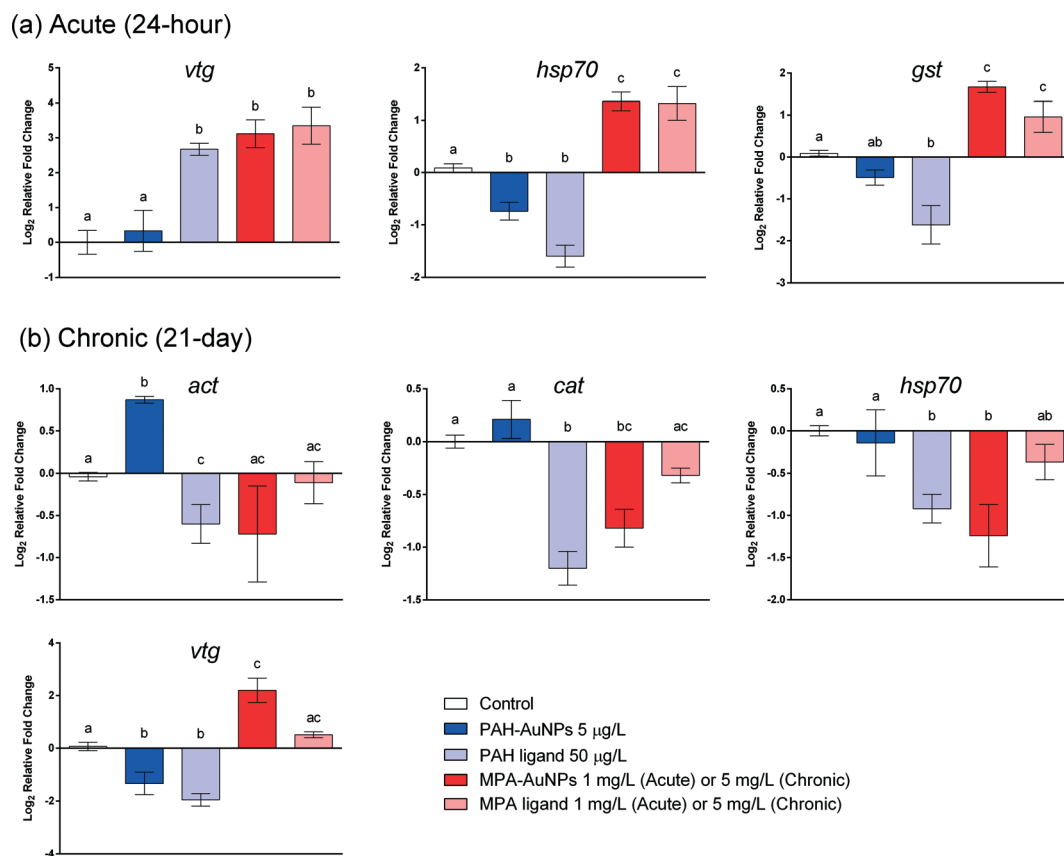 (a) Acute (24-hour)
vtg
Log₂ Relative Fold Change
5
4
3
2
1
0
-1
a
a
b
b
b
hsp70
Log₂ Relative Fold Change
2
1
0
-1
-2
a
b
b
c
c
gst
Log₂ Relative Fold Change
2
1
0
-1
-2
-3
a
ab
b
c
c
(b) Chronic (21-day)
act
Log₂ Relative Fold Change
1.0
0.5
0.0
-0.5
-1.0
-1.5
a
b
c
ac
ac
cat
Log₂ Relative Fold Change
0.5
0.0
-0.5
-1.0
-1.5
a
a
b
bc
ac
hsp70
Log₂ Relative Fold Change
0.5
0.0
-0.5
-1.0
-1.5
-2.0
a
a
b
b
ab
vtg
Log₂ Relative Fold Change
4
2
0
-2
-4
a
b
b
c
ac
Control
PAH-AuNPs 5 μg/L
PAH ligand 50 μg/L
MPA-AuNPs 1 mg/L (Acute) or 5 mg/L (Chronic)
MPA ligand 1 mg/L (Acute) or 5 mg/L (Chronic)